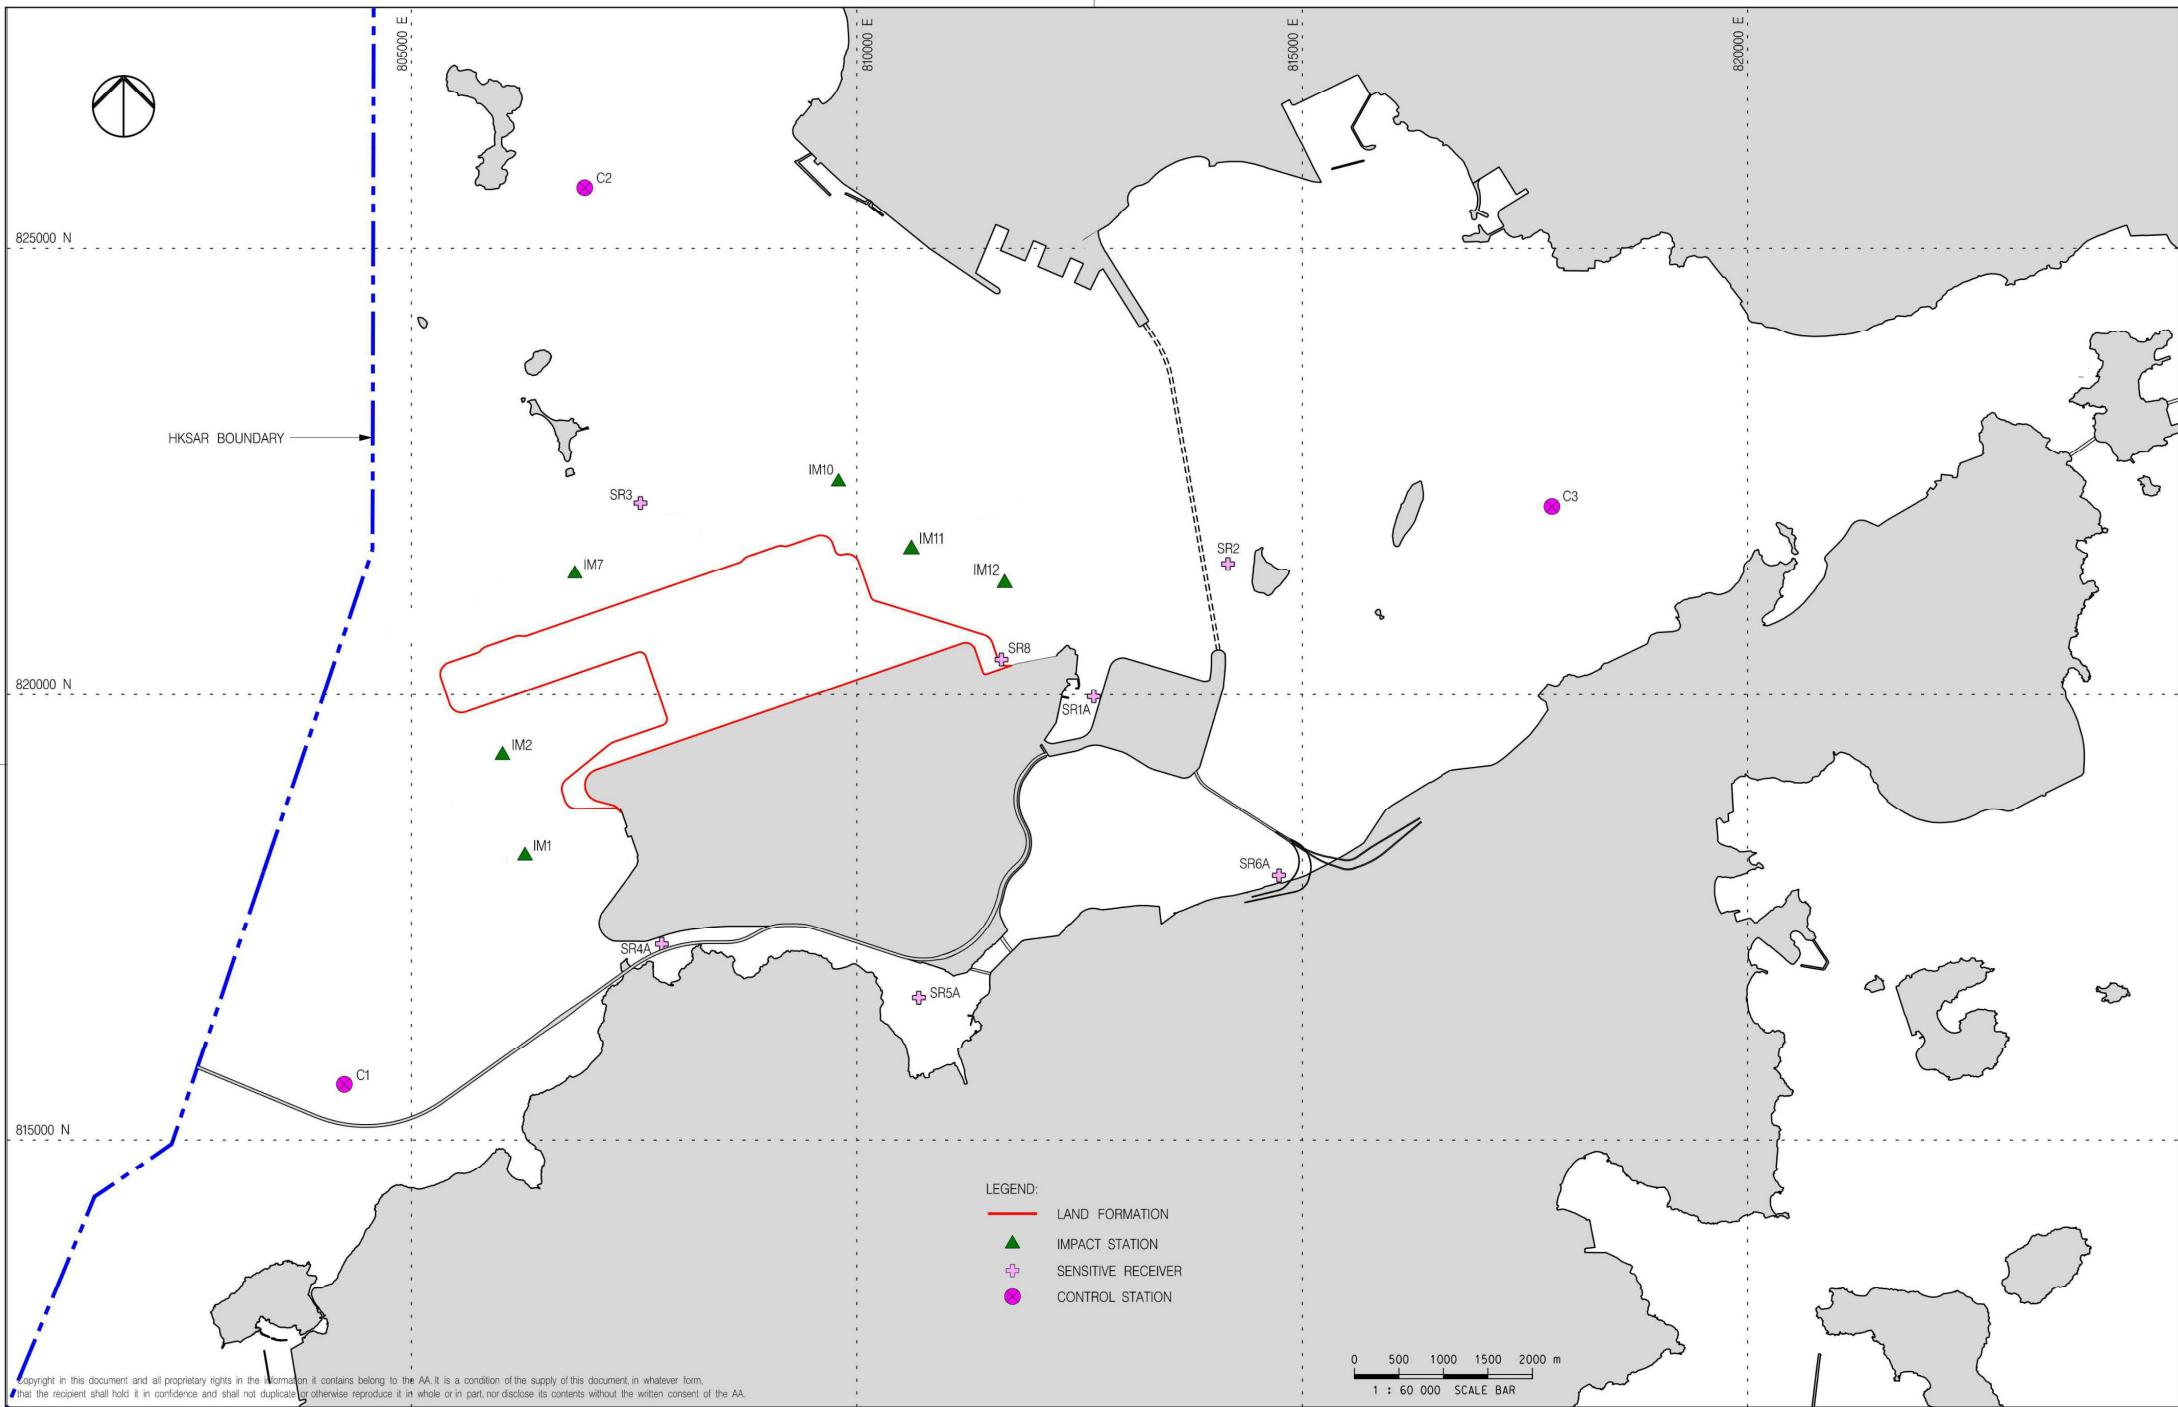 805000 E
810000 E
815000 E
820000 E
C2
825000 N
HKSAR BOUNDARY
IM10
SR3
C3
IM11
SR2
IM7
IM12
SR8
820000 N
SR1A
IM2
IM1
SR6A
SR4A
SR5A
C1
815000 N
LEGEND:
LAND FORMATION
IMPACT STATION
SENSITIVE RECEIVER
CONTROL STATION
0 500 1000 1500 2000 m
1 : 60 000 SCALE BAR
Copyright in this document and all proprietary rights in the information it contains belong to the AA. It is a condition of the supply of this document, in whatever form,
that the recipient shall hold it in confidence and shall not duplicate or otherwise reproduce it in whole or in part, nor disclose its contents without the written consent of the AA.